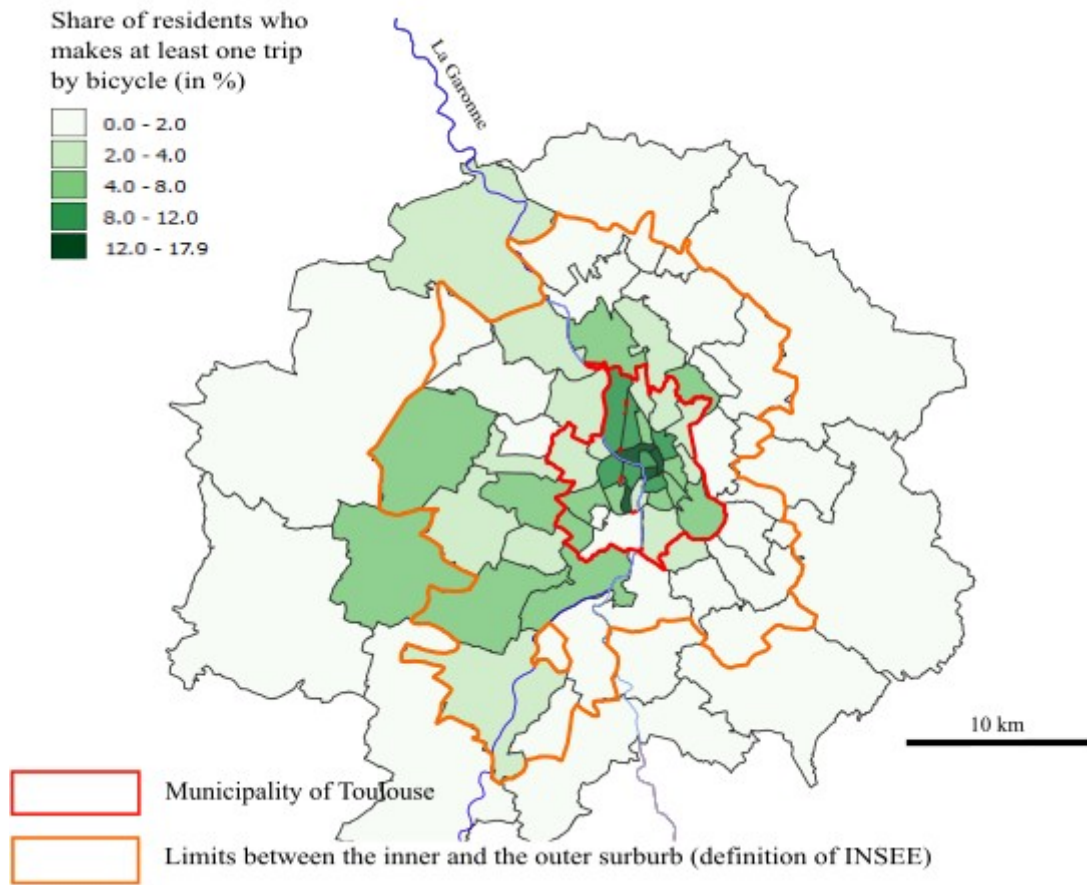 Share of residents who
makes at least one trip
by bicycle (in %)
0.0 - 2.0
2.0 - 4.0
4.0 - 8.0
8.0 - 12.0
12.0 - 17.9
La Garonne
10 km
Municipality of Toulouse
Limits between the inner and the outer surburb (definition of INSEE)